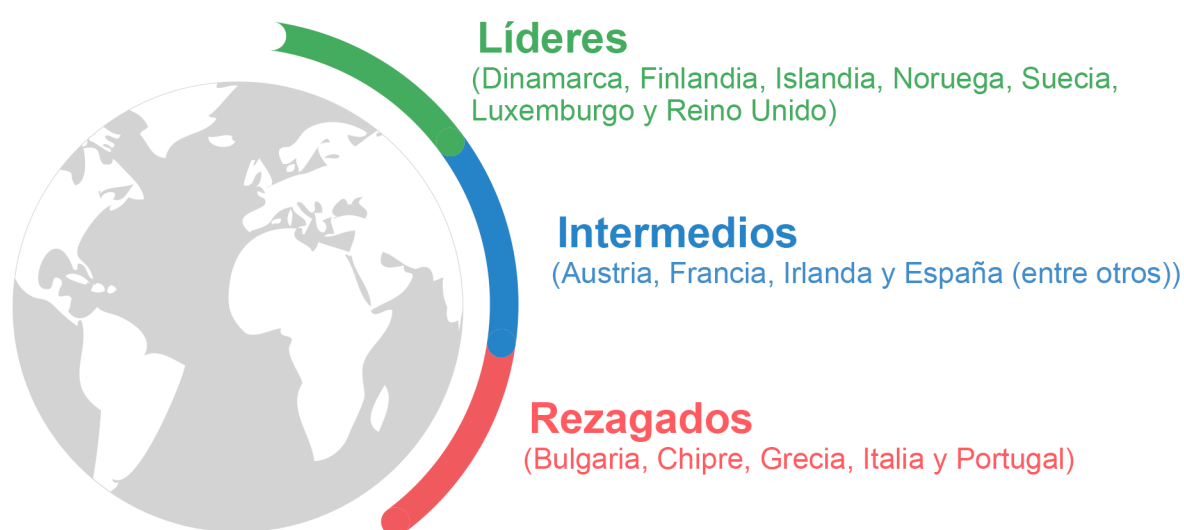 Líderes
(Dinamarca, Finlandia, Islandia, Noruega, Suecia,
Luxemburgo y Reino Unido)
Intermedios
(Austria, Francia, Irlanda y España (entre otros))
Rezagados
(Bulgaria, Chipre, Grecia, Italia y Portugal)